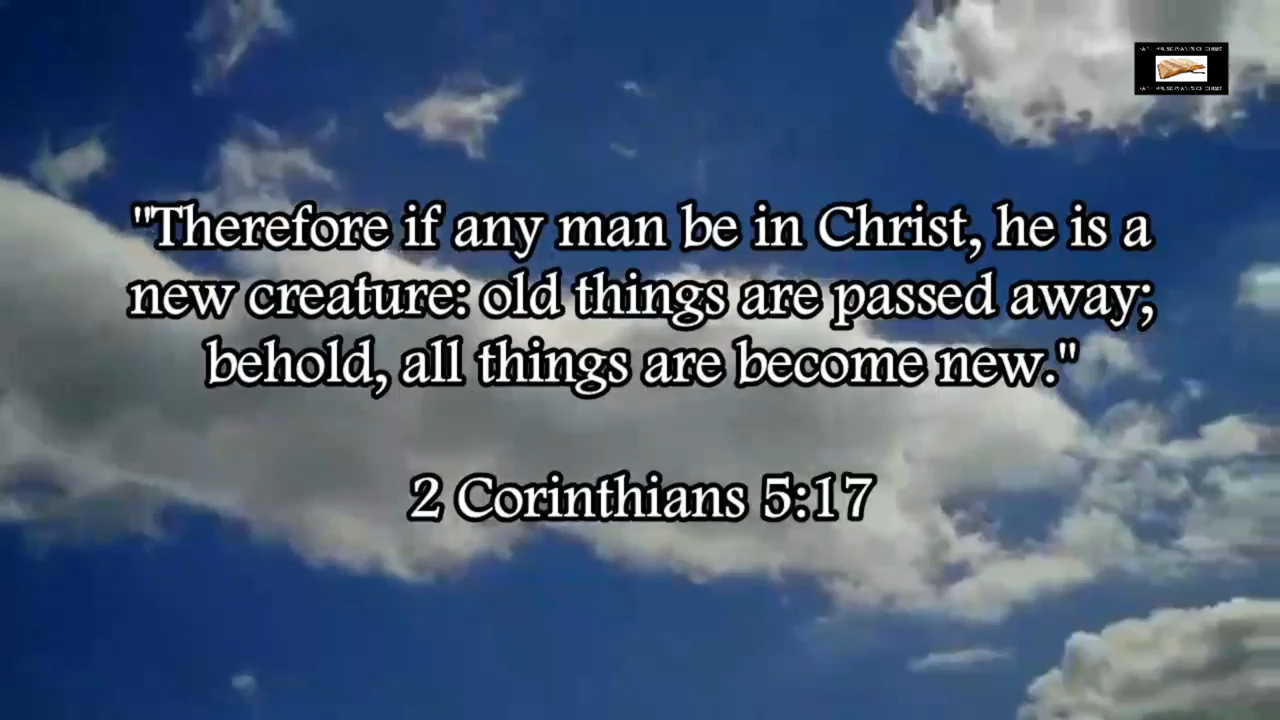 "Therefore if any man be in Christ, he is a
new creature: old things are passed away;
behold, all things are become new."
2 Corinthians 5:17